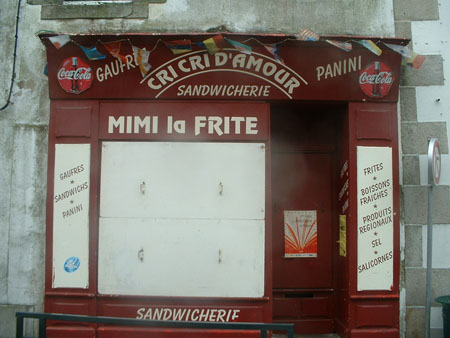 Coca-Cola
GAUFRES
CRI CRI D'AMOUR
SANDWICHERIE
PANINI
Coca-Cola
MIMI la FRITE
GAUFRES
*
SANDWICHS
*
PANINI
FRITES
*
BOISSONS
FRAICHES
*
PRODUITS
REGIONAUX
*
SEL
*
SALICORNES
SANDWICHERIE